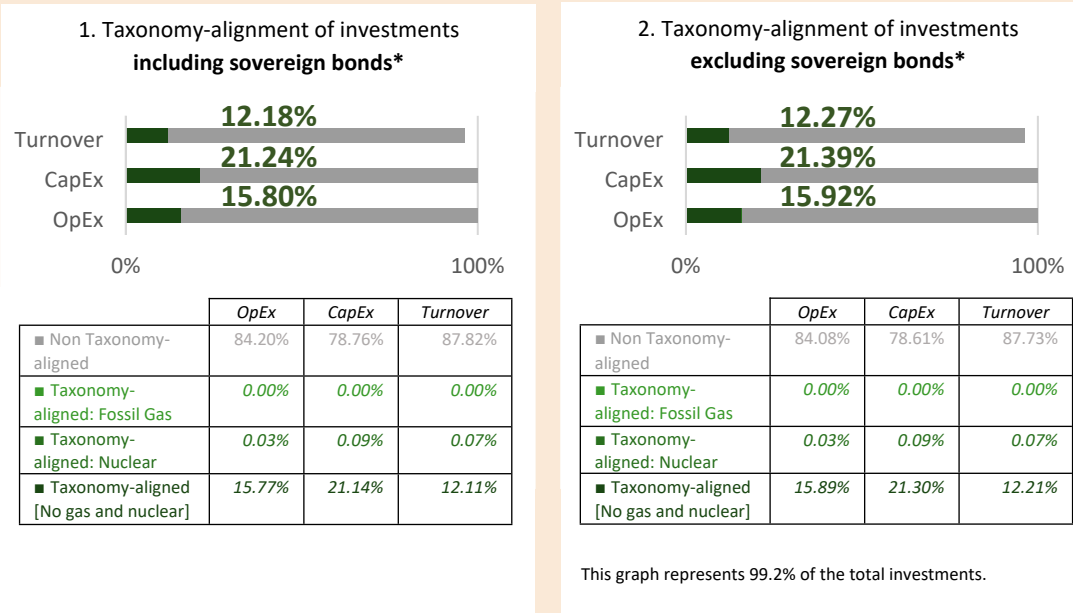 1. Taxonomy-alignment of investments
including sovereign bonds*
12.18%
Turnover
21.24%
CapEx
15.80%
OpEx
0% 100%
OpEx CapEx Turnover
■ Non Taxonomy- 84.20% 78.76% 87.82%
aligned
■ Taxonomy- 0.00% 0.00% 0.00%
aligned: Fossil Gas
■ Taxonomy- 0.03% 0.09% 0.07%
aligned: Nuclear
■ Taxonomy-aligned 15.77% 21.14% 12.11%
[No gas and nuclear]
2. Taxonomy-alignment of investments
excluding sovereign bonds*
12.27%
Turnover
21.39%
CapEx
15.92%
OpEx
0% 100%
OpEx CapEx Turnover
■ Non Taxonomy- 84.08% 78.61% 87.73%
aligned
■ Taxonomy- 0.00% 0.00% 0.00%
aligned: Fossil Gas
■ Taxonomy- 0.03% 0.09% 0.07%
aligned: Nuclear
■ Taxonomy-aligned 15.89% 21.30% 12.21%
[No gas and nuclear]
This graph represents 99.2% of the total investments.